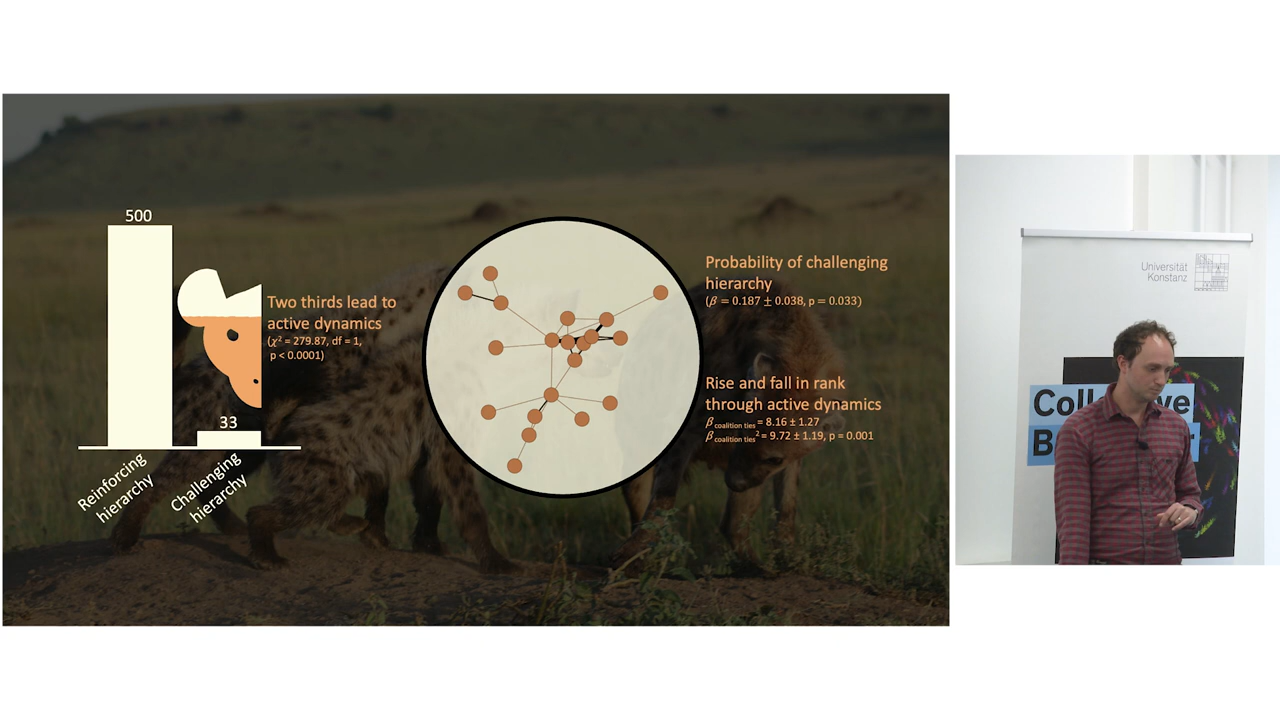 500
33
Reinforcing
hierarchy
Challenging
hierarchy
Two thirds lead to
active dynamics
(χ² = 279.87, df = 1,
p < 0.0001)
Probability of challenging
hierarchy
(β = 0.187 ± 0.038, p = 0.033)
Rise and fall in rank
through active dynamics
β coalition ties = 8.16 ± 1.27
β coalition ties² = 9.72 ± 1.19, p = 0.001
Universität
Konstanz